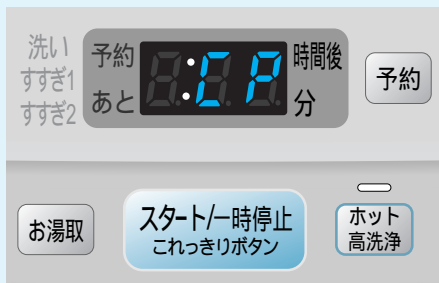 洗い
すすぎ1
すすぎ2
予約 :CP 時間後
あと 分
予約
お湯取
スタート/一時停止
これっきりボタン
ホット
高洗浄